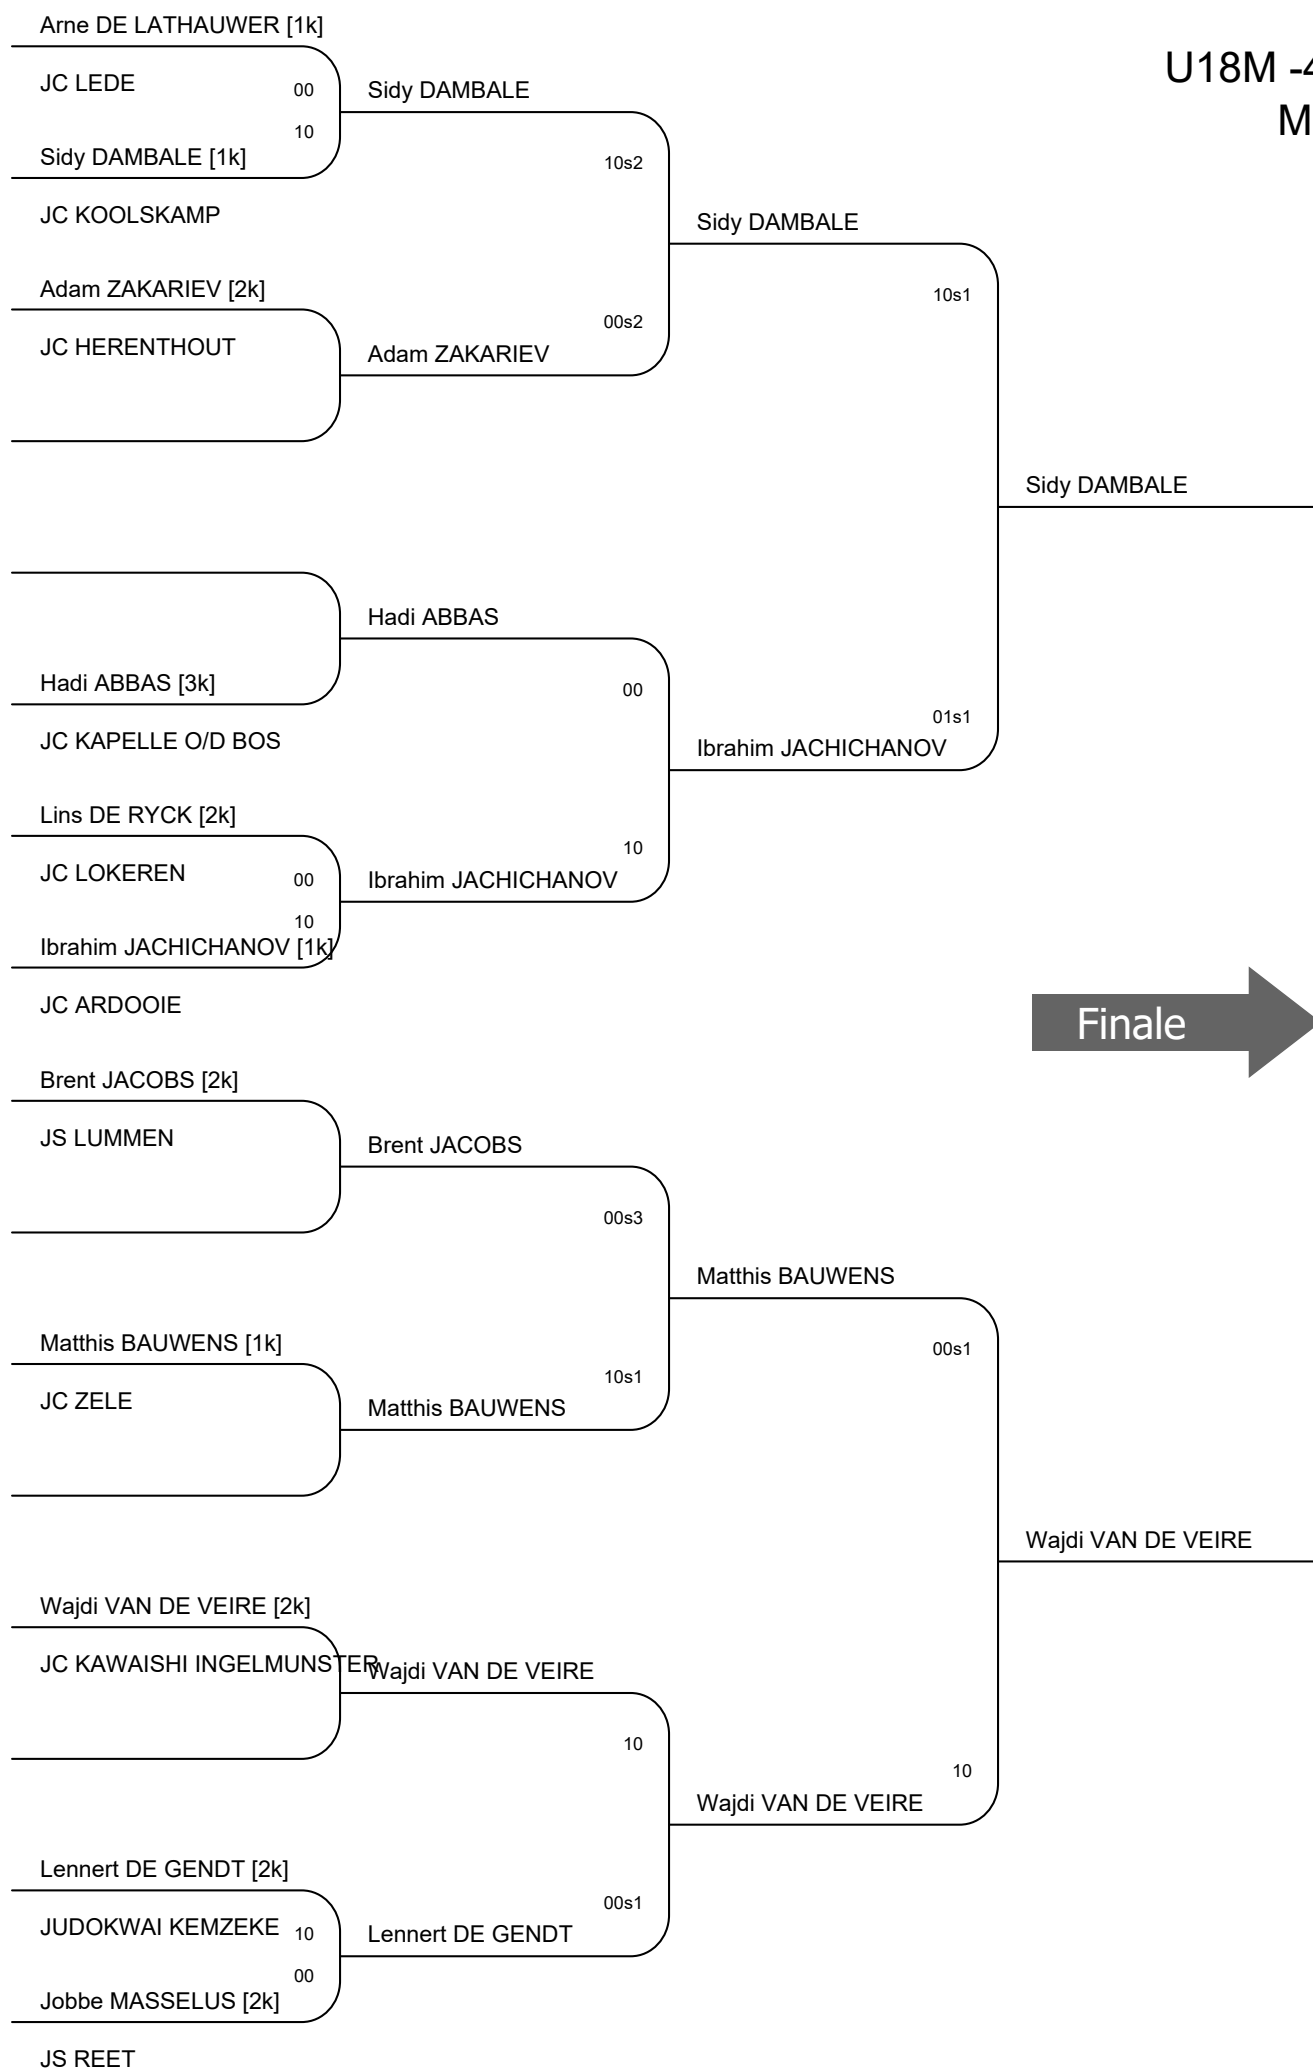 Arne DE LATHAUWER [1k]
JC LEDE
00
10
Sidy DAMBALE [1k]
JC KOOLSKAMP
Adam ZAKARIEV [2k]
JC HERENTHOUT
Hadi ABBAS [3k]
JC KAPELLE O/D BOS
Lins DE RYCK [2k]
JC LOKEREN
00
10
Ibrahim JACHICHANOV [1k]
JC ARDOOIE
Brent JACOBS [2k]
JS LUMMEN
Matthis BAUWENS [1k]
JC ZELE
Wajdi VAN DE VEIRE [2k]
JC KAWAISHI INGELMUNSTER
Lennert DE GENDT [2k]
JUDOKWAI KEMZEKE
10
00
Jobbe MASSELUS [2k]
JS REET
Sidy DAMBALE
10s2
00s2
Adam ZAKARIEV
Hadi ABBAS
00
10
Ibrahim JACHICHANOV
Brent JACOBS
00s3
10s1
Matthis BAUWENS
Wajdi VAN DE VEIRE
10
00s1
Lennert DE GENDT
Sidy DAMBALE
10s1
01s1
Ibrahim JACHICHANOV
Matthis BAUWENS
00s1
10
Wajdi VAN DE VEIRE
U18M -4
M
Sidy DAMBALE
Finale
Wajdi VAN DE VEIRE